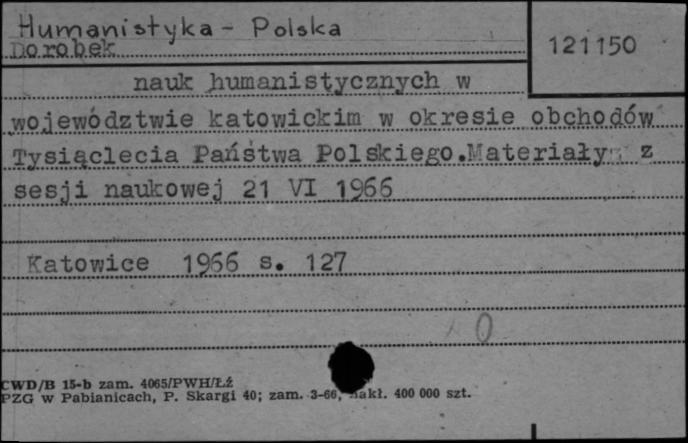 Humanistyka - Polska
Dorobek
121150
nauk humanistycznych w
województwie katowickim w okresie obchodów
Tysiąclecia Państwa Polskiego.Materiały z
sesji naukowej 21 VI 1966
Katowice 1966 s. 127
0
CWD/B 15-b zam. 4065/PWH/Łź
PZG w Pabianicach, P. Skargi 40; zam. 3-66, nakł. 400 000 szt.